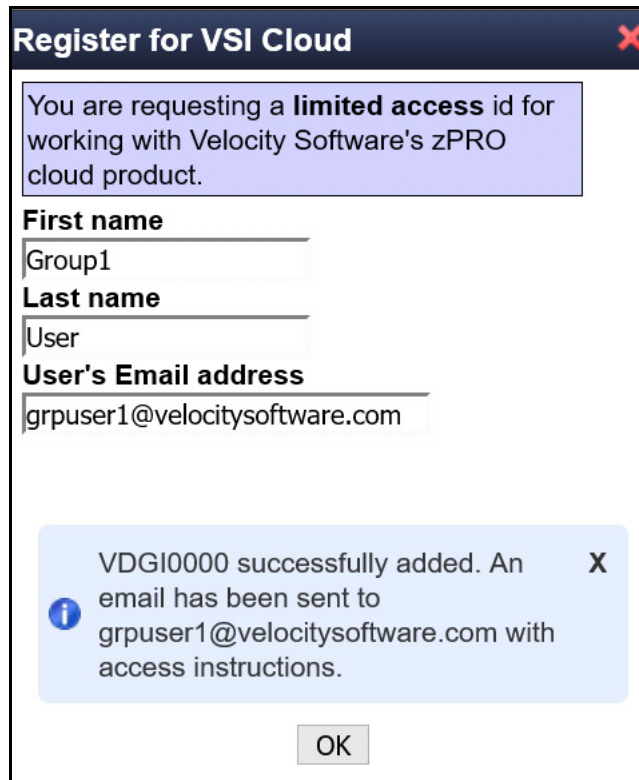 Register for VSI Cloud
You are requesting a limited access id for
working with Velocity Software's zPRO
cloud product.
First name
Group1
Last name
User
User's Email address
grpuser1@velocitysoftware.com
VDGI0000 successfully added. An X
email has been sent to
grpuser1@velocitysoftware.com with
access instructions.
OK